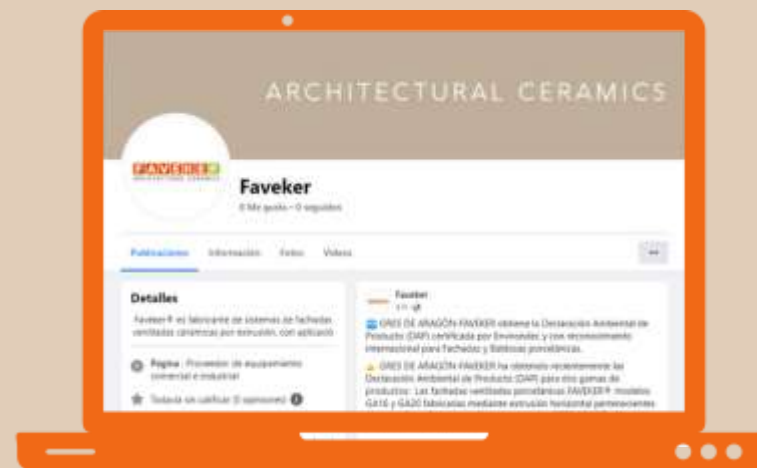 ARCHITECTURAL CERAMICS
FAVEKER
ARCHITECTURAL CERAMICS
Faveker
0 Me gusta • 0 seguidores
Publicaciones Información Fotos Videos
Detalles
Faveker® es fabricante de sistemas de fachadas
ventiladas cerámicas por extrusión, con aplicació
Página · Proveedor de equipamiento
comercial e industrial
Todavía sin calificar (0 opiniones)
Faveker
GRES DE ARAGÓN-FAVEKER obtiene la Declaración Ambiental de
Producto (DAP) certificada por Environdec y con reconocimiento
internacional para Fachadas y Baldosas porcelánicas.
GRES DE ARAGÓN-FAVEKER ha obtenido recientemente las
Declaración Ambiental de Producto (DAP) para dos gamas de
productos: Las fachadas ventiladas porcelánicas FAVEKER® modelos
GA16 y GA20 fabricadas mediante extrusión horizontal pertenecientes